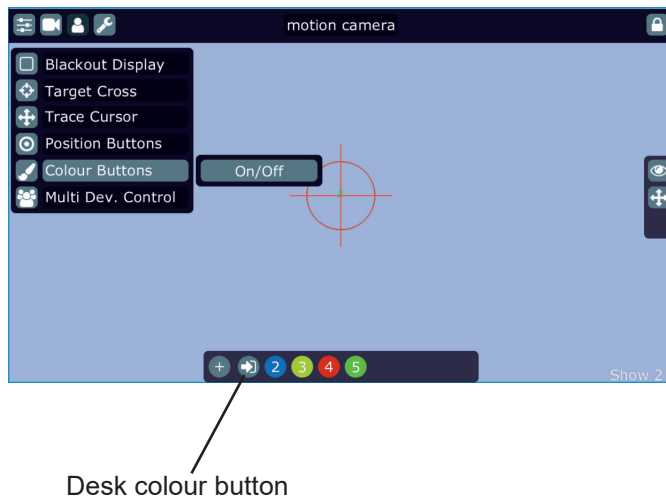 motion camera
Blackout Display
Target Cross
Trace Cursor
Position Buttons
Colour Buttons
On/Off
Multi Dev. Control
+ 2 3 4 5
Show 2
Desk colour button